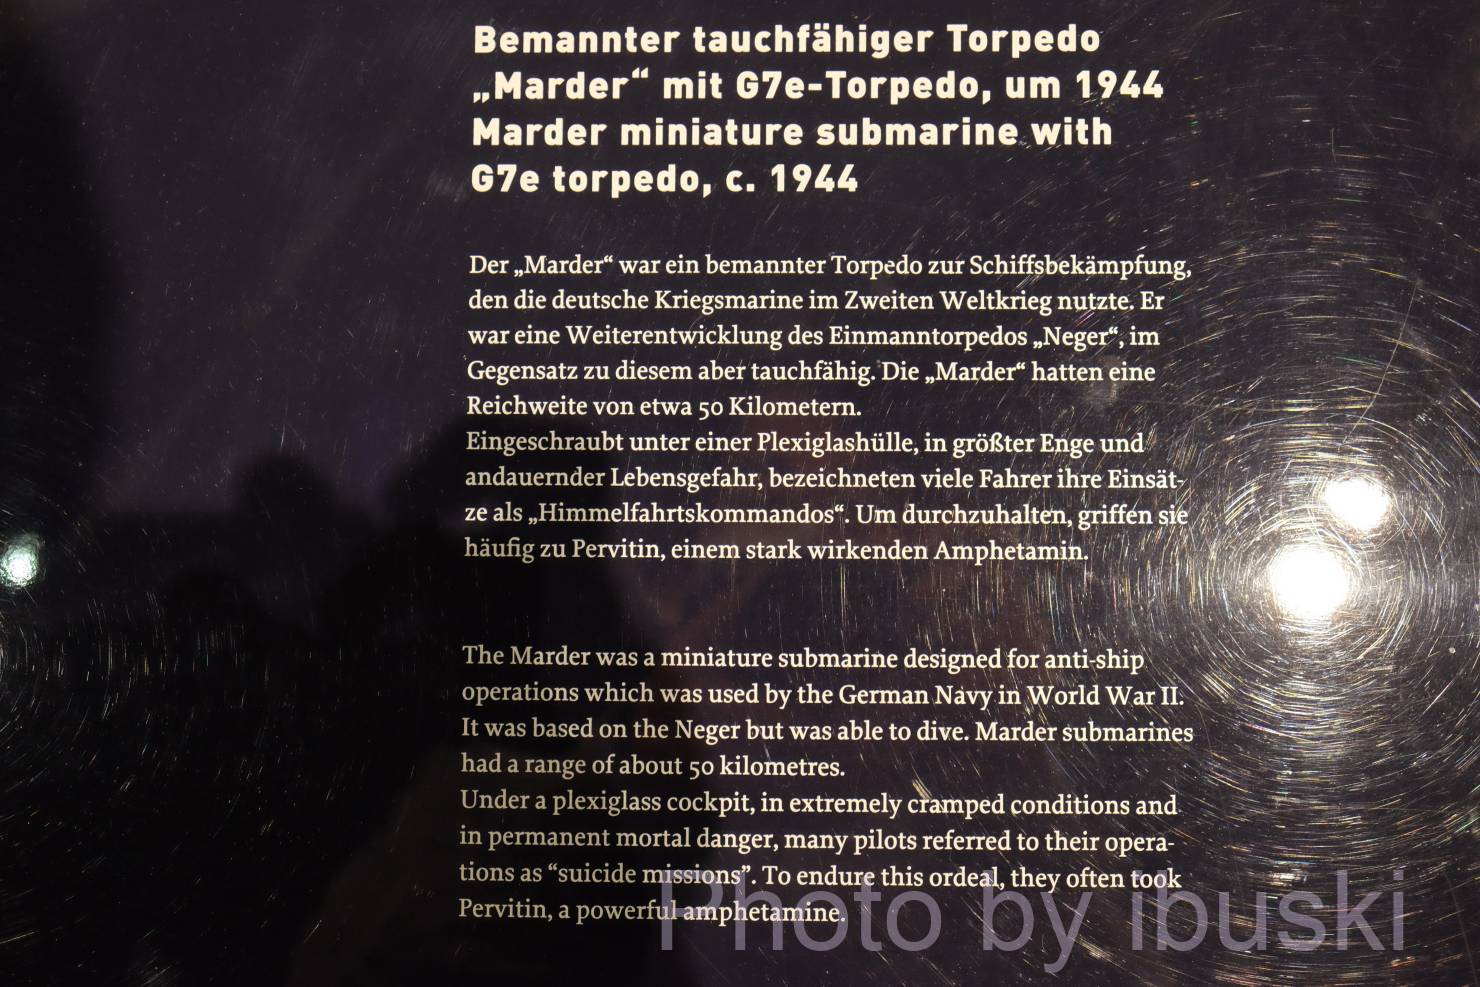 Bemannter tauchfähiger Torpedo
„Marder“ mit G7e-Torpedo, um 1944
Marder miniature submarine with
G7e torpedo, c. 1944
Der „Marder“ war ein bemannter Torpedo zur Schiffsbekämpfung,
den die deutsche Kriegsmarine im Zweiten Weltkrieg nutzte. Er
war eine Weiterentwicklung des Einmanntorpedos „Neger“, im
Gegensatz zu diesem aber tauchfähig. Die „Marder“ hatten eine
Reichweite von etwa 50 Kilometern.
Eingeschraubt unter einer Plexiglashülle, in größter Enge und
andauernder Lebensgefahr, bezeichneten viele Fahrer ihre Einsät-
ze als „Himmelfahrtskommandos“. Um durchzuhalten, griffen sie
häufig zu Pervitin, einem stark wirkenden Amphetamin.
The Marder was a miniature submarine designed for anti-ship
operations which was used by the German Navy in World War II.
It was based on the Neger but was able to dive. Marder submarines
had a range of about 50 kilometres.
Under a plexiglass cockpit, in extremely cramped conditions and
in permanent mortal danger, many pilots referred to their opera-
tions as “suicide missions”. To endure this ordeal, they often took
Pervitin, a powerful amphetamine.
Photo by ibuski